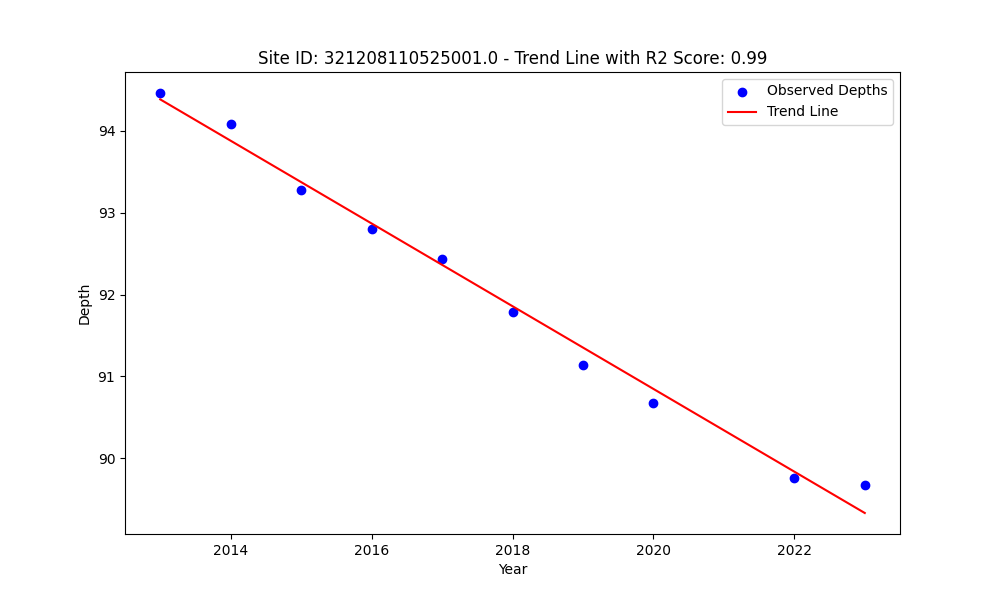 Site ID: 321208110525001.0 - Trend Line with R2 Score: 0.99
Observed Depths
Trend Line
94
93
92
91
90
Depth
2014 2016 2018 2020 2022
Year